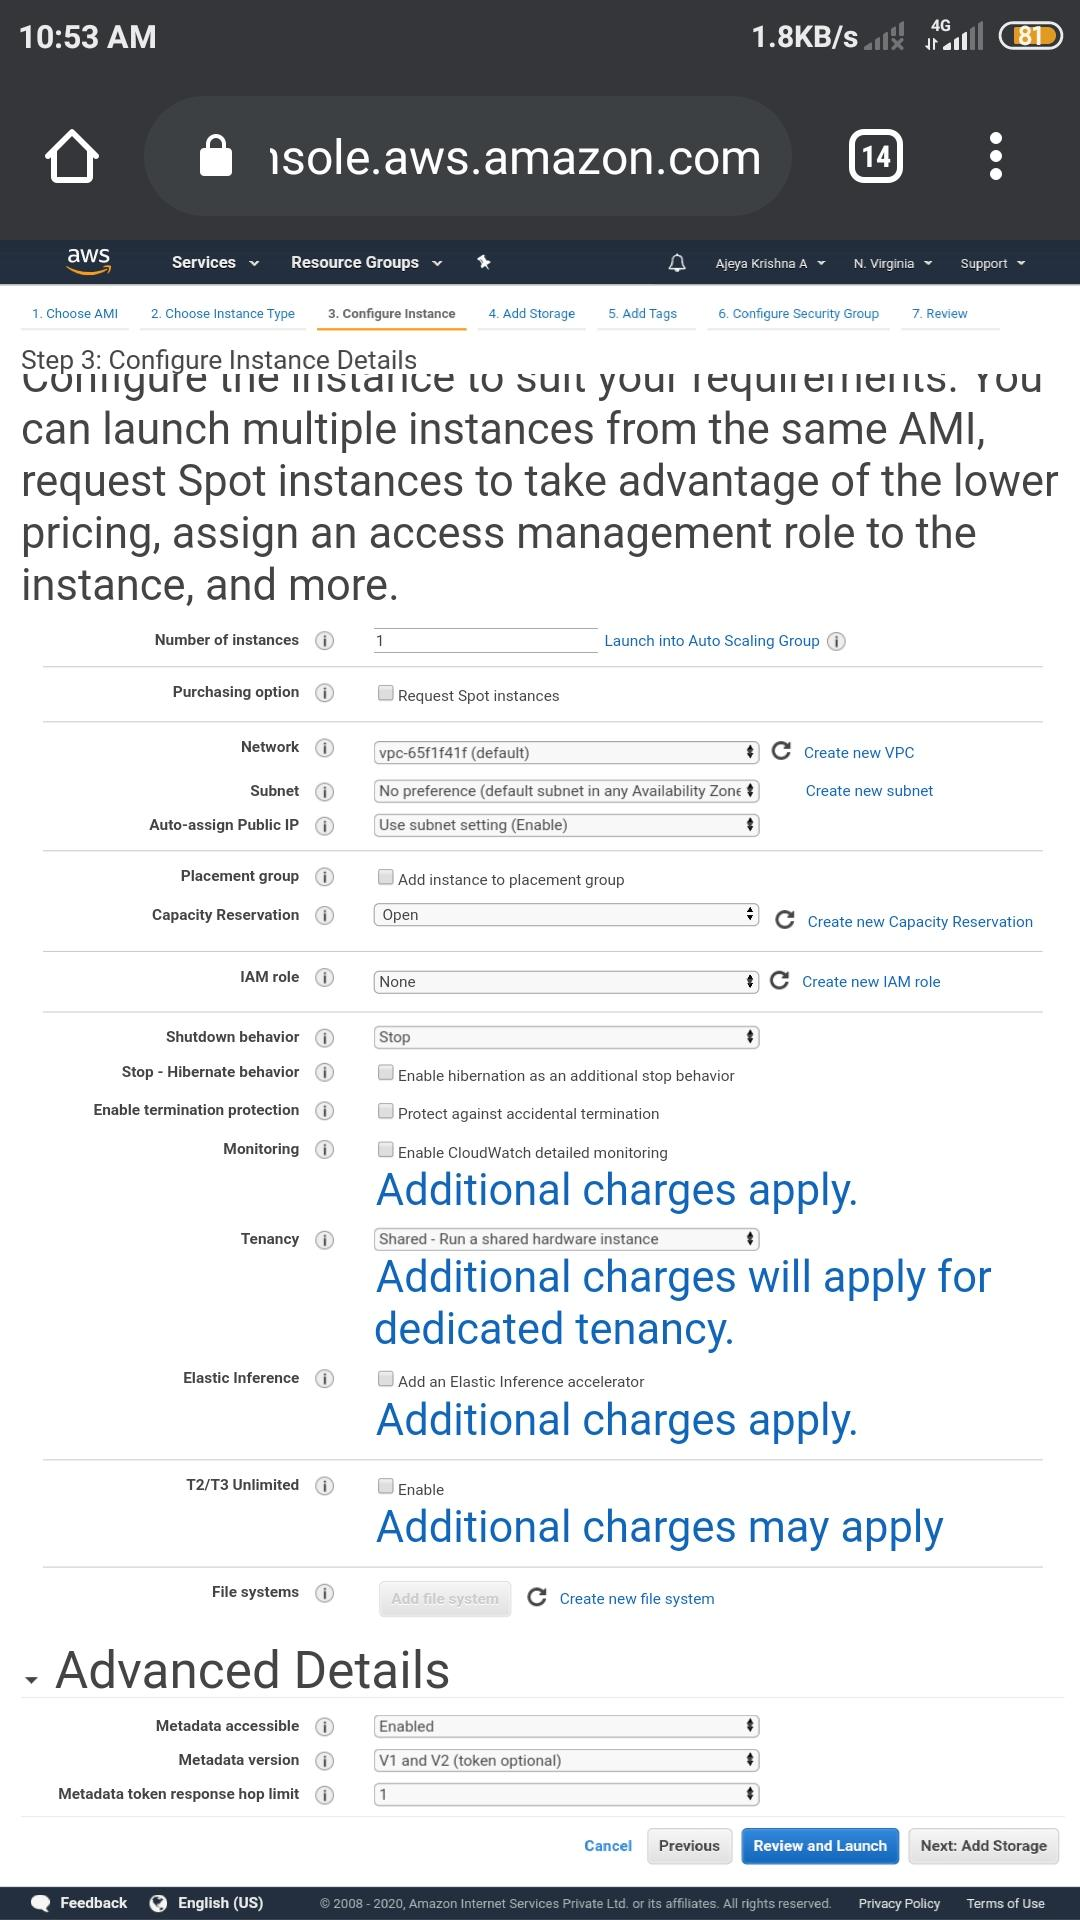 10:53 AM 1.8KB/s 4G 81
nsole.aws.amazon.com 14
aws Services Resource Groups Ajeya Krishna A N. Virginia Support
1. Choose AMI 2. Choose Instance Type 3. Configure Instance 4. Add Storage 5. Add Tags 6. Configure Security Group 7. Review
Step 3: Configure Instance Details
Configure the instance to suit your requirements. You
can launch multiple instances from the same AMI,
request Spot instances to take advantage of the lower
pricing, assign an access management role to the
instance, and more.
Number of instances i 1 Launch into Auto Scaling Group i
Purchasing option i Request Spot instances
Network i vpc-65f1f41f (default) Create new VPC
Subnet i No preference (default subnet in any Availability Zone Create new subnet
Auto-assign Public IP i Use subnet setting (Enable)
Placement group i Add instance to placement group
Capacity Reservation i Open Create new Capacity Reservation
IAM role i None Create new IAM role
Shutdown behavior i Stop
Stop - Hibernate behavior i Enable hibernation as an additional stop behavior
Enable termination protection i Protect against accidental termination
Monitoring i Enable CloudWatch detailed monitoring
Additional charges apply.
Tenancy i Shared - Run a shared hardware instance
Additional charges will apply for
dedicated tenancy.
Elastic Inference i Add an Elastic Inference accelerator
Additional charges apply.
T2/T3 Unlimited i Enable
Additional charges may apply
File systems i Add file system Create new file system
Advanced Details
Metadata accessible i Enabled
Metadata version i V1 and V2 (token optional)
Metadata token response hop limit i 1
Cancel Previous Review and Launch Next: Add Storage
Feedback English (US) © 2008 - 2020, Amazon Internet Services Private Ltd. or its affiliates. All rights reserved. Privacy Policy Terms of Use